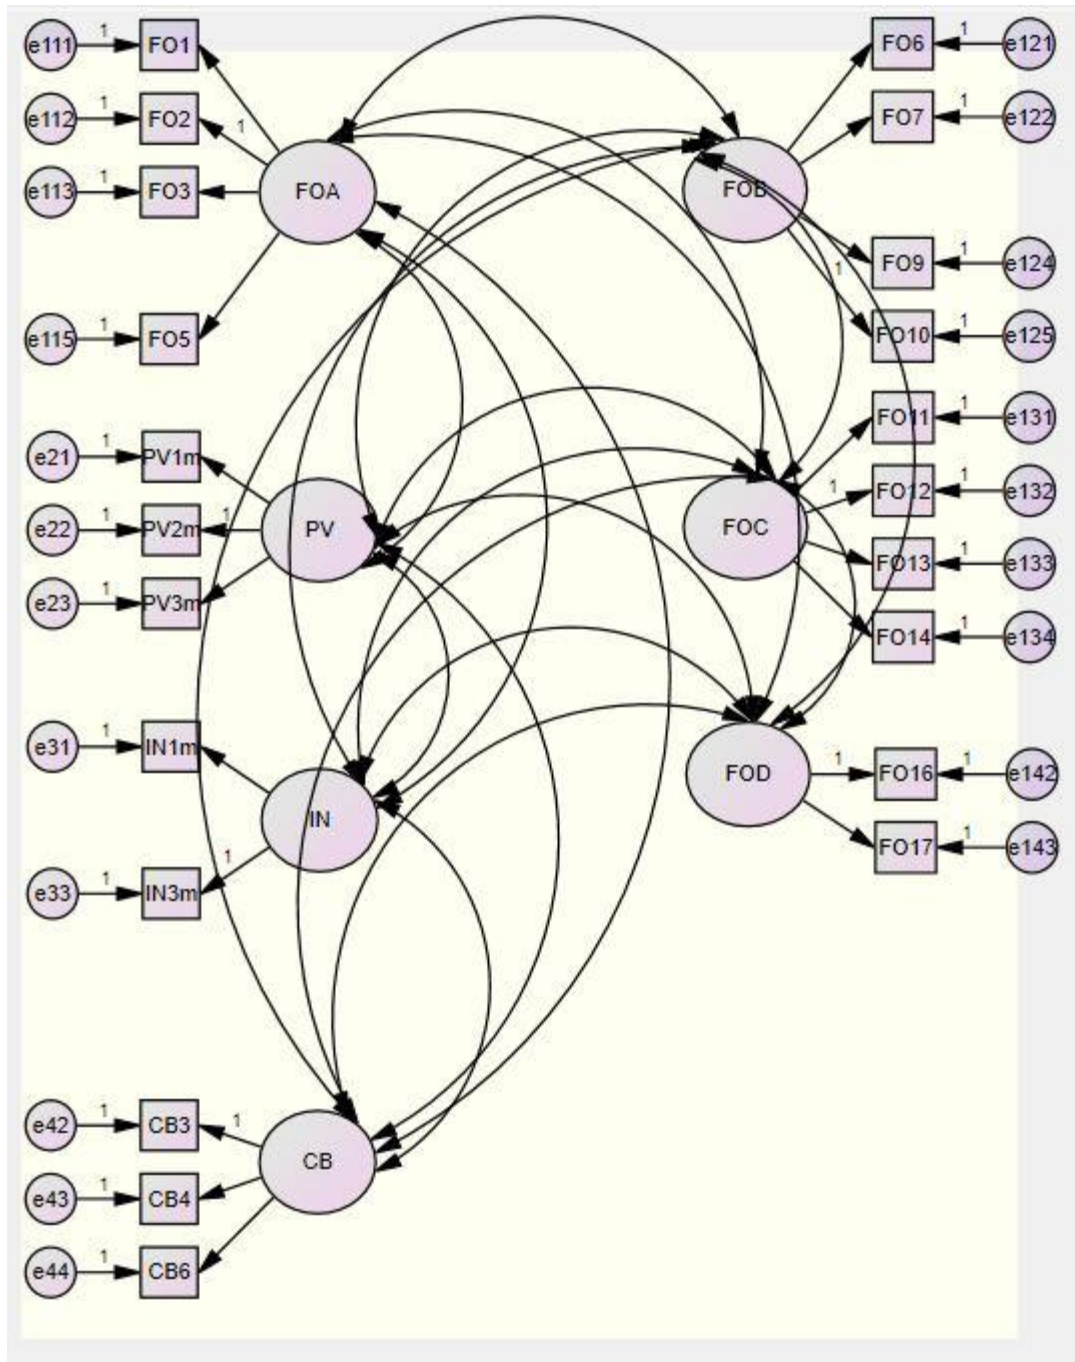 e111 1 FO1
e112 1 FO2 1
e113 1 FO3
FOA
e115 1 FO5
e21 1 PV1m
e22 1 PV2m 1
e23 1 PV3m
PV
e31 1 IN1m
IN
e33 1 IN3m 1
e42 1 CB3 1
e43 1 CB4
CB
e44 1 CB6
FO6 1 e121
FO7 1 e122
FOB
FO9 1 e124
1
FO10 1 e125
FO11 1 e131
1 FO12 1 e132
FOC
FO13 1 e133
FO14 1 e134
FOD 1 FO16 1 e142
FO17 1 e143